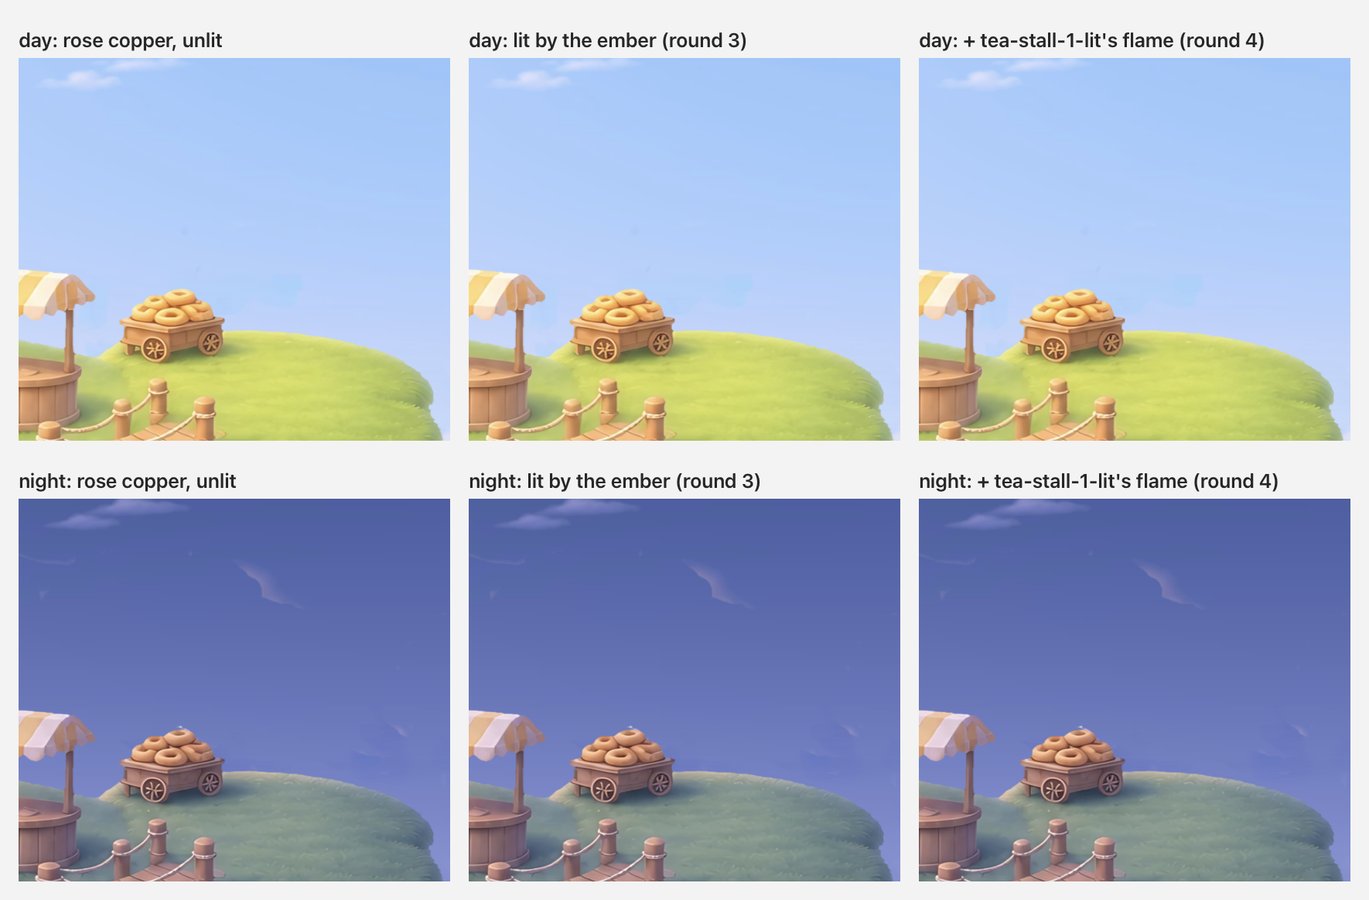 day: rose copper, unlit
day: lit by the ember (round 3)
day: + tea-stall-1-lit's flame (round 4)
night: rose copper, unlit
night: lit by the ember (round 3)
night: + tea-stall-1-lit's flame (round 4)